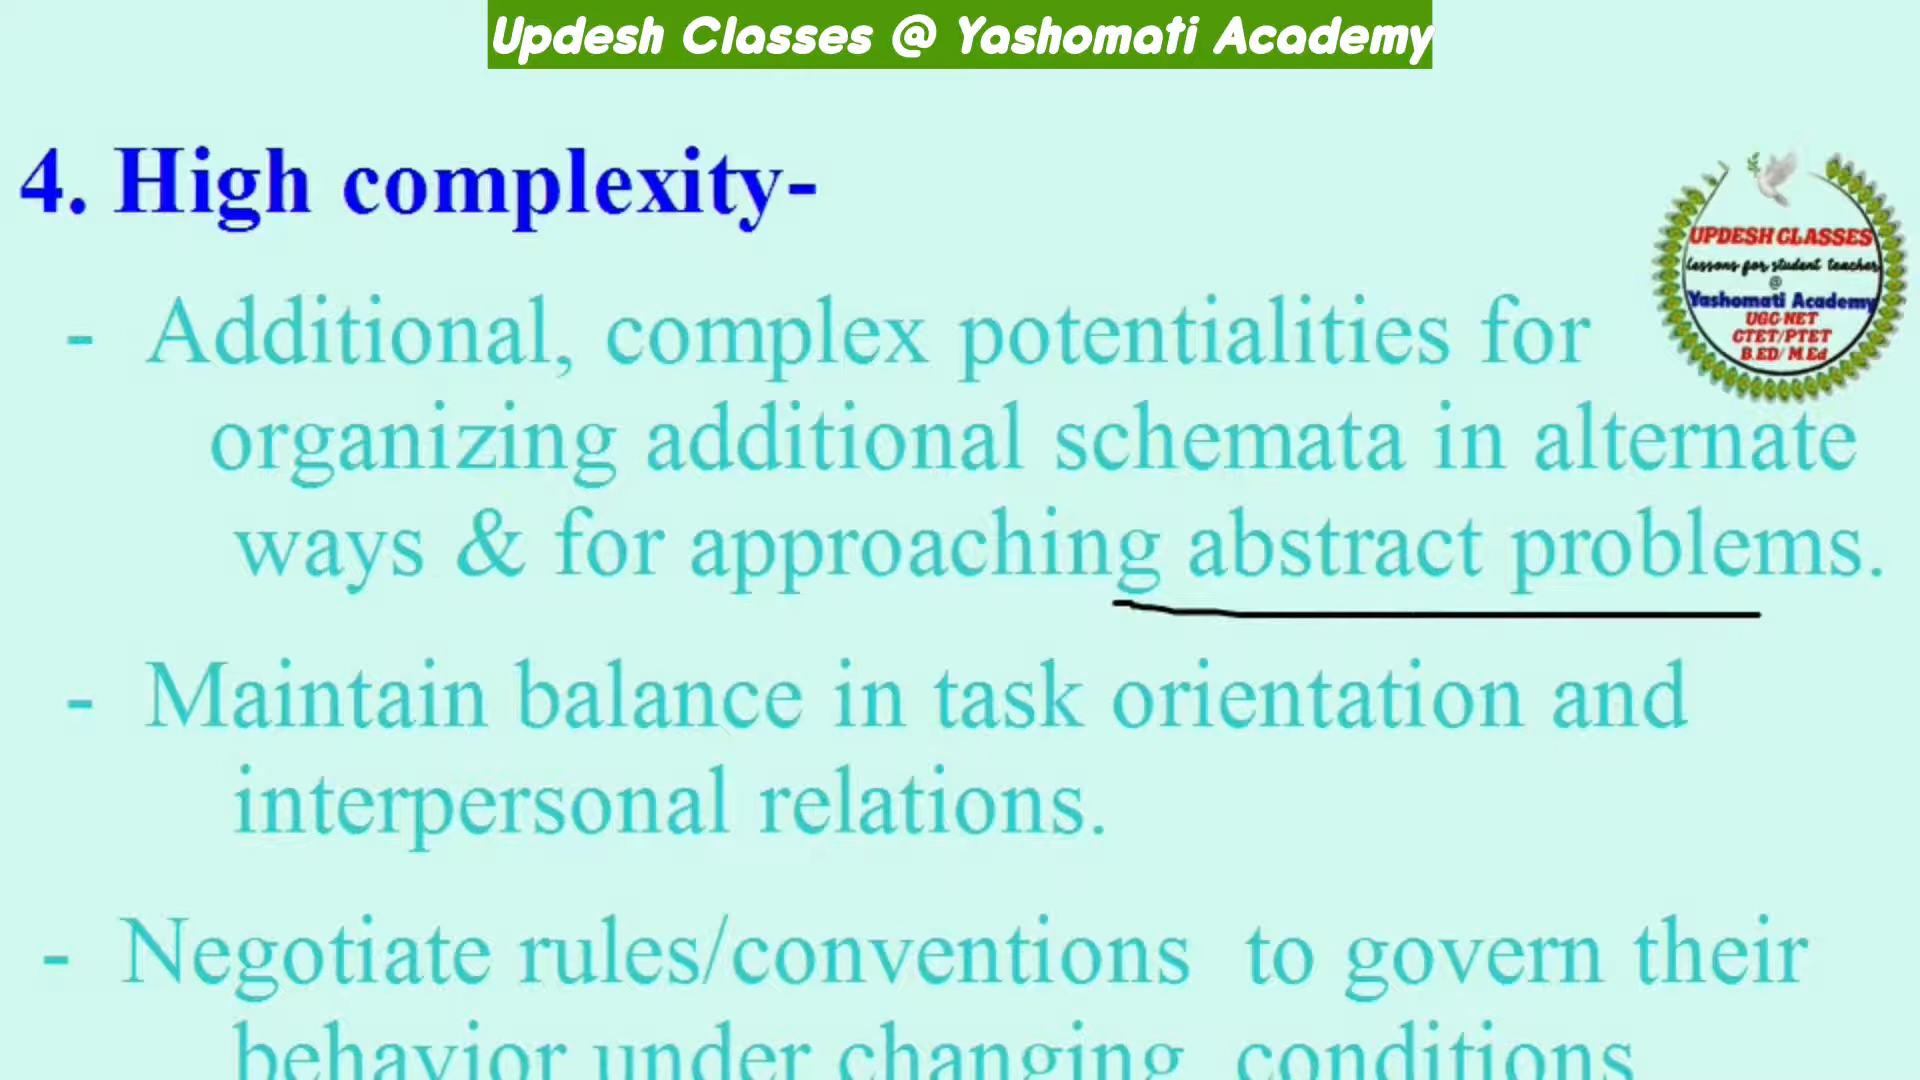 Updesh Classes @ Yashomati Academy
4. High complexity-
UPDESH CLASSES
lessons for student teacher
@
Yashomati Academy
UGC NET
CTET/PTET
B.ED/ M.Ed
- Additional, complex potentialities for
organizing additional schemata in alternate
ways & for approaching abstract problems.
- Maintain balance in task orientation and
interpersonal relations.
- Negotiate rules/conventions to govern their
behavior under changing conditions